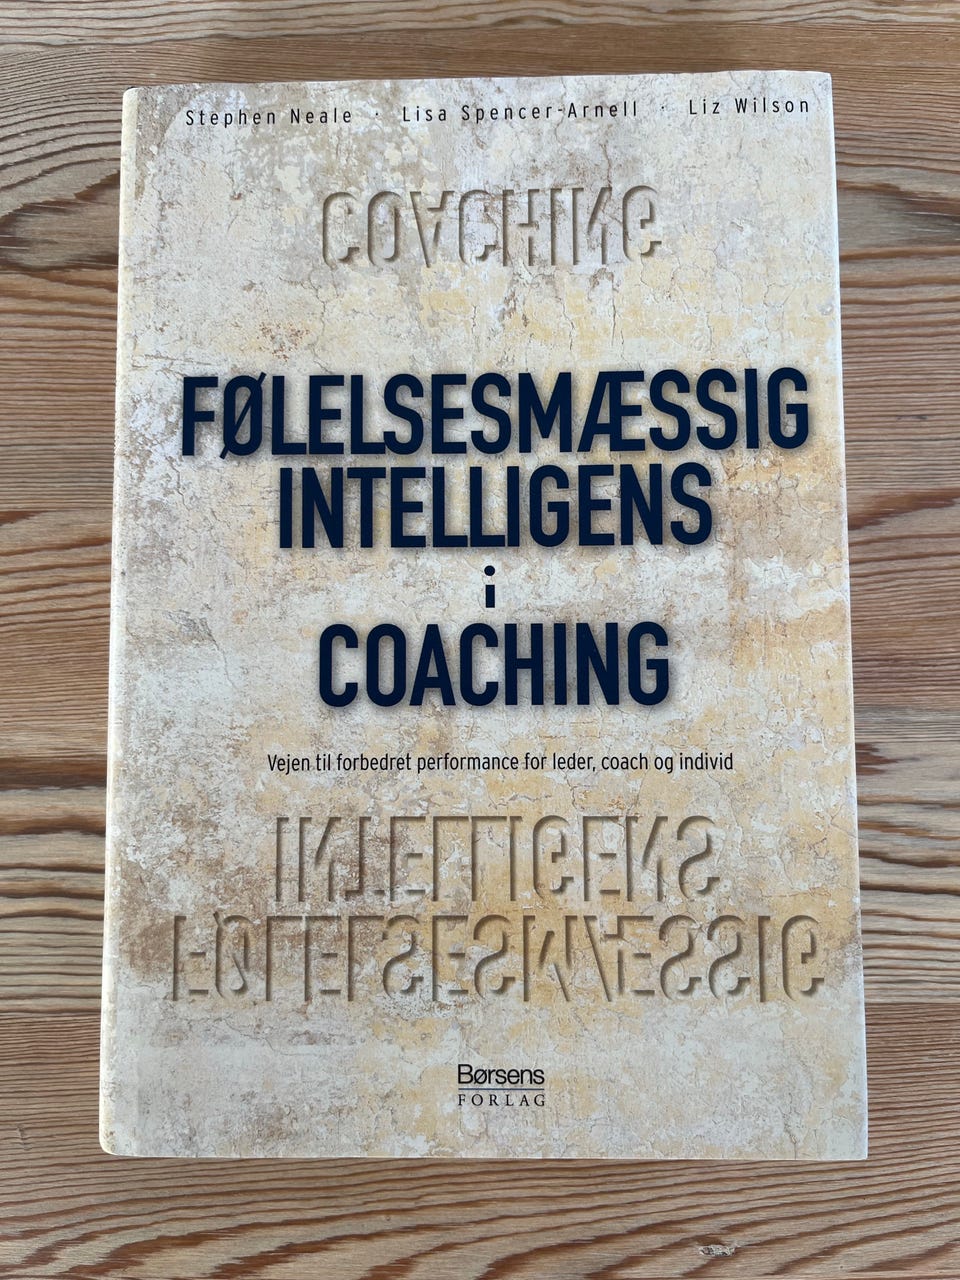 Stephen Neale · Lisa Spencer-Arnell · Liz Wilson
COACHING
FØLELSESMÆSSIG
INTELLIGENS
i
COACHING
Vejen til forbedret performance for leder, coach og individ
INTELLIGENS
FØLELSESMÆSSIG
Børsens
FORLAG